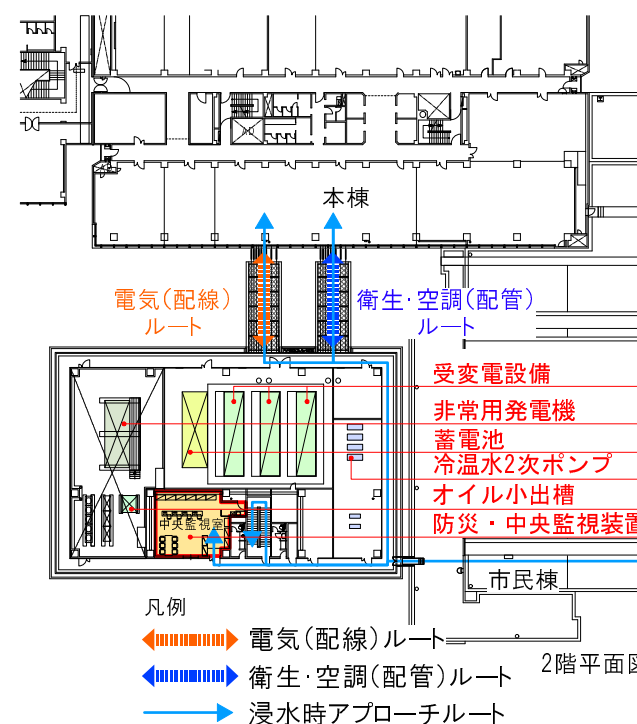 本棟
電気(配線)
ルート
衛生・空調(配管)
ルート
受変電設備
非常用発電機
蓄電池
冷温水2次ポンプ
オイル小出槽
防災・中央監視装置
中央監視室
市民棟
凡例
電気(配線)ルート
衛生・空調(配管)ルート
2階平面図
浸水時アプローチルート